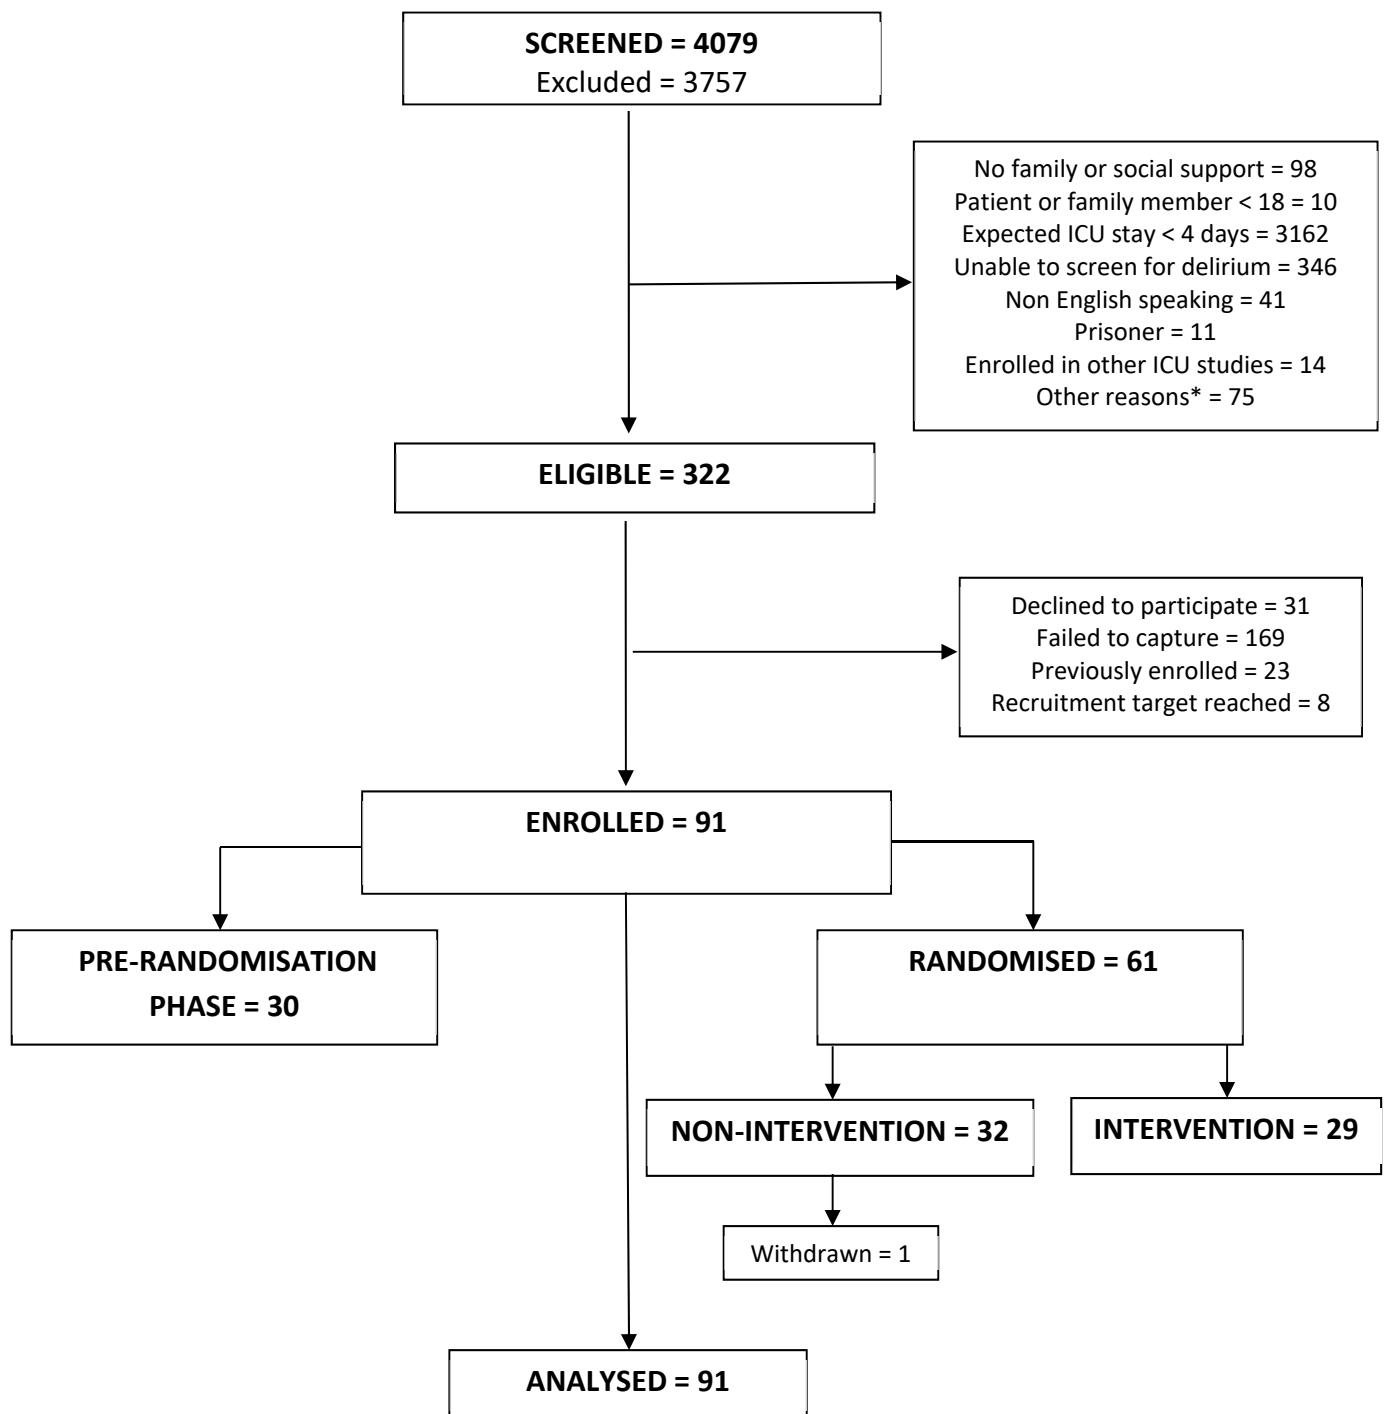 SCREENED = 4079
Excluded = 3757
No family or social support = 98
Patient or family member < 18 = 10
Expected ICU stay < 4 days = 3162
Unable to screen for delirium = 346
Non English speaking = 41
Prisoner = 11
Enrolled in other ICU studies = 14
Other reasons* = 75
ELIGIBLE = 322
Declined to participate = 31
Failed to capture = 169
Previously enrolled = 23
Recruitment target reached = 8
ENROLLED = 91
PRE-RANDOMISATION
PHASE = 30
RANDOMISED = 61
NON-INTERVENTION = 32
INTERVENTION = 29
Withdrawn = 1
ANALYSED = 91